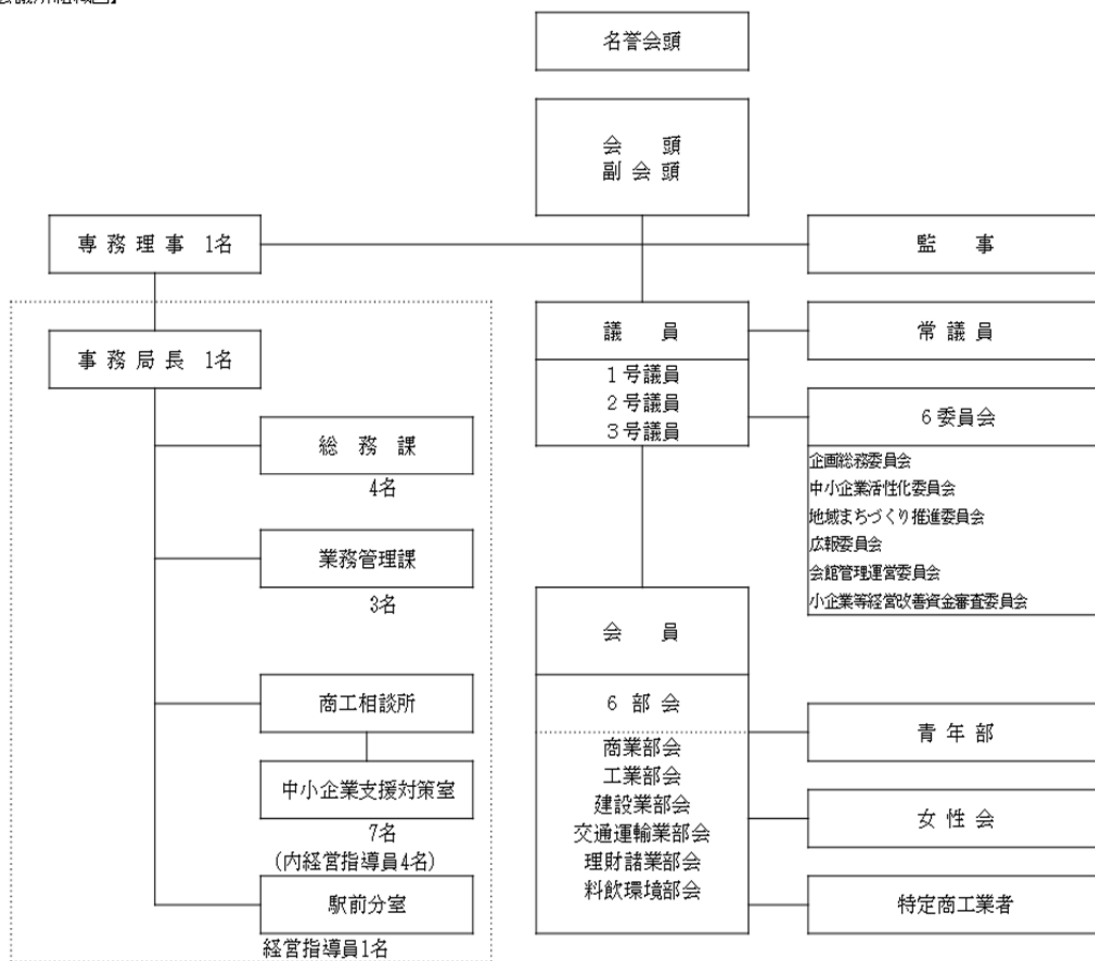 会議所組織図】
名誉会頭
会　頭
副 会 頭
専 務 理 事　1名
監　事
事 務 局 長　1名
議　員
1号議員
2号議員
3号議員
常議員
6委員会
企画総務委員会
中小企業活性化委員会
地域まちづくり推進委員会
広報委員会
会館管理運営委員会
小企業等経営改善資金審査委員会
総　務　課
4名
業務管理課
3名
商工相談所
中小企業支援対策室
7名
(内経営指導員4名)
駅前分室
経営指導員1名
会　員
6 部 会
商業部会
工業部会
建設業部会
交通運輸業部会
理財諸業部会
料飲環境部会
青 年 部
女 性 会
特定商工業者